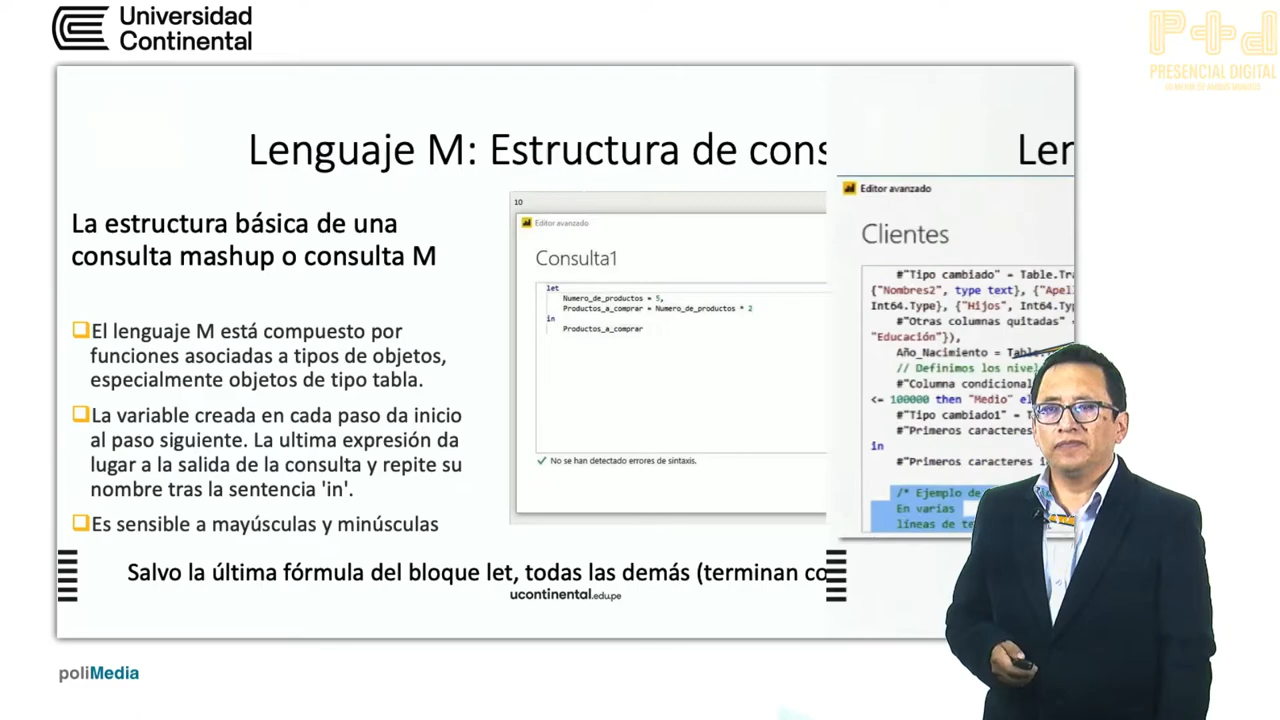 Universidad
Continental
P+d
PRESENCIAL DIGITAL
LO MEJOR DE AMBOS MUNDOS
Lenguaje M: Estructura de cons
La estructura básica de una
consulta mashup o consulta M
El lenguaje M está compuesto por
funciones asociadas a tipos de objetos,
especialmente objetos de tipo tabla.
La variable creada en cada paso da inicio
al paso siguiente. La ultima expresión da
lugar a la salida de la consulta y repite su
nombre tras la sentencia 'in'.
Es sensible a mayúsculas y minúsculas
10
Editor avanzado
Consulta1
let
Numero_de_productos = 5,
Productos_a_comprar = Numero_de_productos * 2
in
Productos_a_comprar
No se han detectado errores de sintaxis.
Salvo la última fórmula del bloque let, todas las demás (terminan co
ucontinental.edu.pe
Len
Editor avanzado
Clientes
#"Tipo cambiado" = Table.Tra
{"Nombres2", type text}, {"Apel
Int64.Type}, {"Hijos", Int64.Typ
#"Otras columnas quitadas" =
"Educación"}),
Año_Nacimiento = Table.
// Definimos los nivel
#"Columna condicional
<= 100000 then "Medio" el
#"Tipo cambiado1" = T
#"Primeros caracteres
in
#"Primeros caracteres i
/* Ejemplo de
En varias
líneas de te
poliMedia